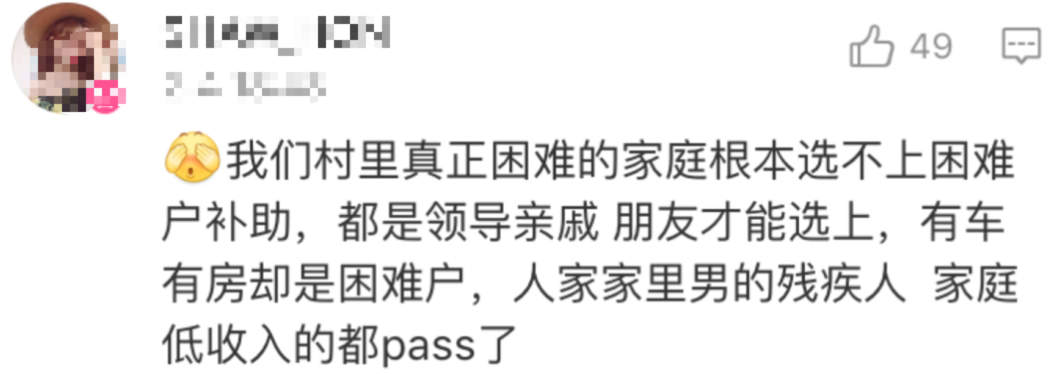 49
我们村里真正困难的家庭根本选不上困难
户补助，都是领导亲戚 朋友才能选上，有车
有房却是困难户，人家家里男的残疾人 家庭
低收入的都pass了